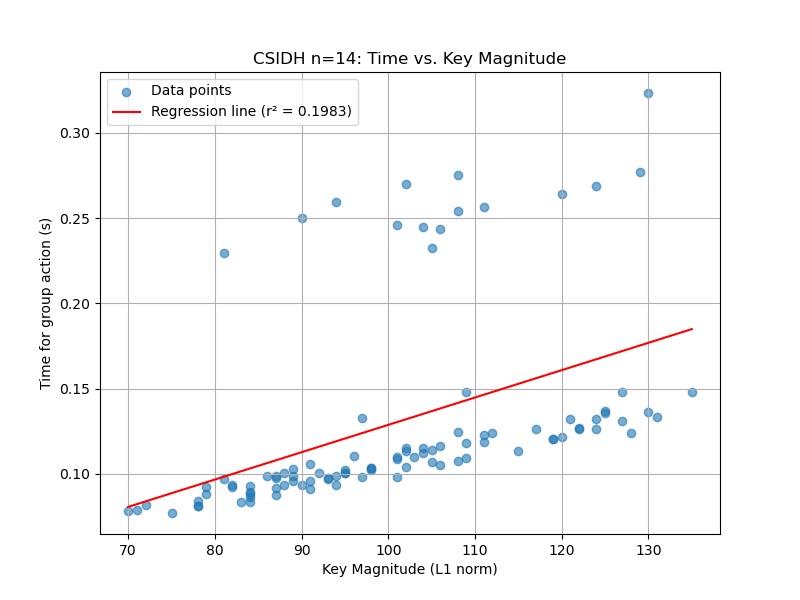 CSIDH n=14: Time vs. Key Magnitude
Data points
Regression line (r² = 0.1983)
Time for group action (s)
0.30
0.25
0.20
0.15
0.10
70 80 90 100 110 120 130
Key Magnitude (L1 norm)